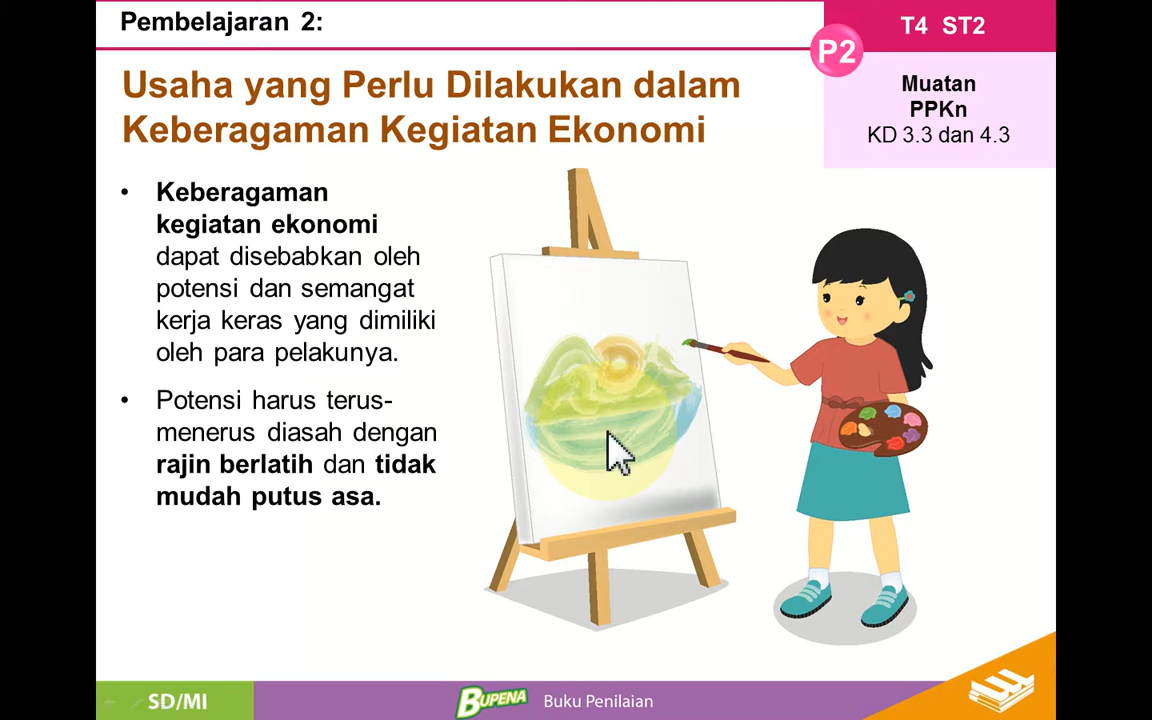 Pembelajaran 2:
T4 ST2
P2
Muatan
PPKn
KD 3.3 dan 4.3
Usaha yang Perlu Dilakukan dalam
Keberagaman Kegiatan Ekonomi
• Keberagaman
kegiatan ekonomi
dapat disebabkan oleh
potensi dan semangat
kerja keras yang dimiliki
oleh para pelakunya.
• Potensi harus terus-
menerus diasah dengan
rajin berlatih dan tidak
mudah putus asa.
SD/MI
BUPENA
Buku Penilaian